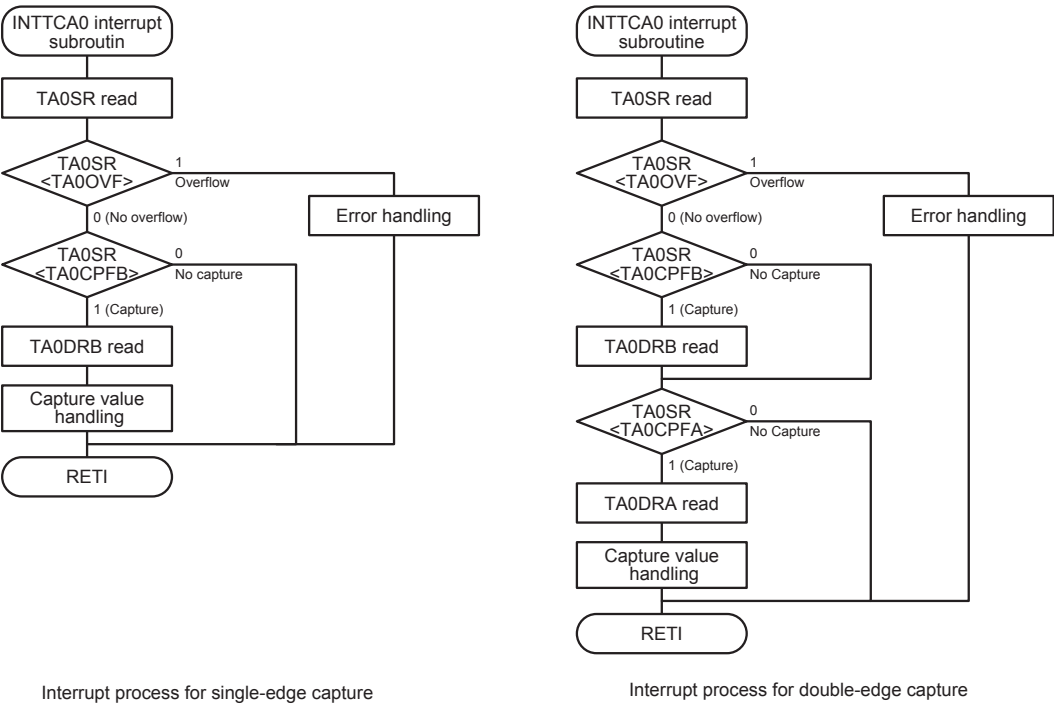 INTTCA0 interrupt
subroutin
TA0SR read
TA0SR
<TA0OVF>
1
Overflow
0 (No overflow)
Error handling
TA0SR
<TA0CPFB>
0
No capture
1 (Capture)
TA0DRB read
Capture value
handling
RETI
Interrupt process for single-edge capture
INTTCA0 interrupt
subroutine
TA0SR read
TA0SR
<TA0OVF>
1
Overflow
0 (No overflow)
Error handling
TA0SR
<TA0CPFB>
0
No Capture
1 (Capture)
TA0DRB read
TA0SR
<TA0CPFA>
0
No Capture
1 (Capture)
TA0DRA read
Capture value
handling
RETI
Interrupt process for double-edge capture